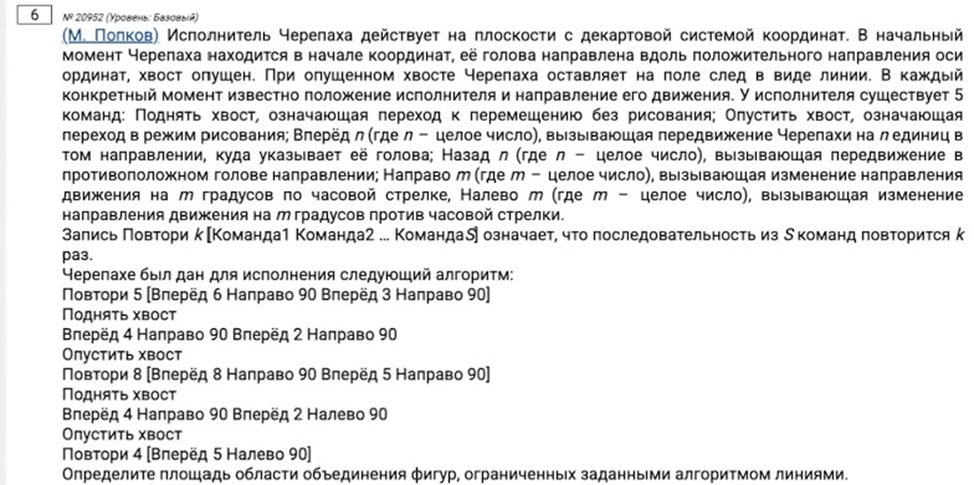 6 № 20952 (Уровень: Базовый)
(М. Попков) Исполнитель Черепаха действует на плоскости с декартовой системой координат. В начальный
момент Черепаха находится в начале координат, её голова направлена вдоль положительного направления оси
ординат, хвост опущен. При опущенном хвосте Черепаха оставляет на поле след в виде линии. В каждый
конкретный момент известно положение исполнителя и направление его движения. У исполнителя существует 5
команд: Поднять хвост, означающая переход к перемещению без рисования; Опустить хвост, означающая
переход в режим рисования; Вперёд n (где n – целое число), вызывающая передвижение Черепахи на n единиц в
том направлении, куда указывает её голова; Назад n (где n – целое число), вызывающая передвижение в
противоположном голове направлении; Направо m (где m – целое число), вызывающая изменение направления
движения на m градусов по часовой стрелке, Налево m (где m – целое число), вызывающая изменение
направления движения на m градусов против часовой стрелки.
Запись Повтори k [Команда1 Команда2 ... КомандаS] означает, что последовательность из S команд повторится k
раз.
Черепахе был дан для исполнения следующий алгоритм:
Повтори 5 [Вперёд 6 Направо 90 Вперёд 3 Направо 90]
Поднять хвост
Вперёд 4 Направо 90 Вперёд 2 Направо 90
Опустить хвост
Повтори 8 [Вперёд 8 Направо 90 Вперёд 5 Направо 90]
Поднять хвост
Вперёд 4 Направо 90 Вперёд 2 Налево 90
Опустить хвост
Повтори 4 [Вперёд 5 Налево 90]
Определите площадь области объединения фигур, ограниченных заданными алгоритмом линиями.